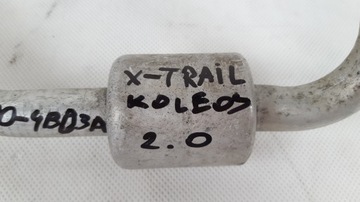 X-TRAIL
KOLEOS
0-4BD3A
2.0